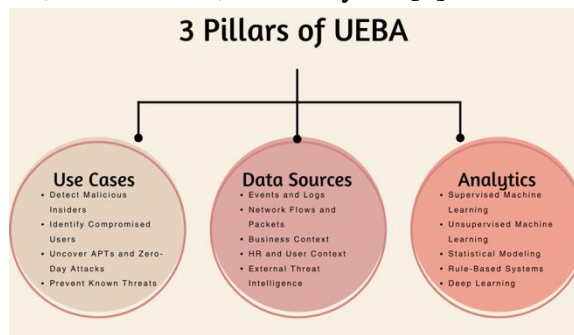 3 Pillars of UEBA
Use Cases
• Detect Malicious
Insiders
• Identify Compromised
Users
• Uncover APTs and Zero-
Day Attacks
• Prevent Known Threats
Data Sources
• Events and Logs
• Network Flows and
Packets
• Business Context
• HR and User Context
• External Threat
Intelligence
Analytics
• Supervised Machine
Learning
• Unsupervised Machine
Learning
• Statistical Modeling
• Rule-Based Systems
• Deep Learning